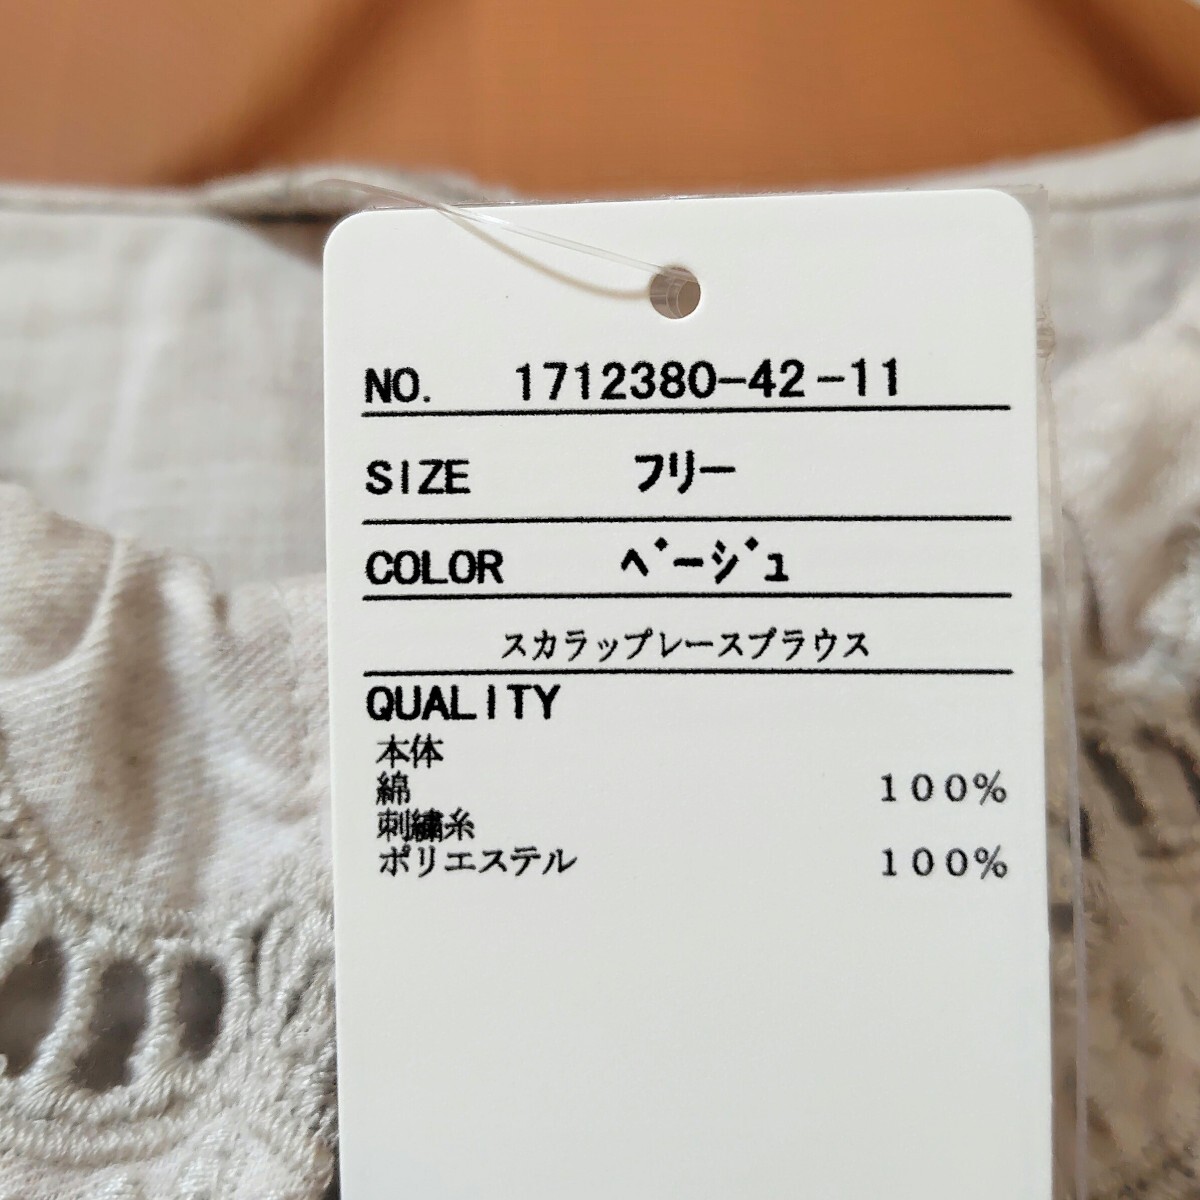 NO. 1712380-42-11
SIZE フリー
COLOR ベージュ
スカラップレースブラウス
QUALITY
本体
綿 100%
刺繍糸
ポリエステル 100%